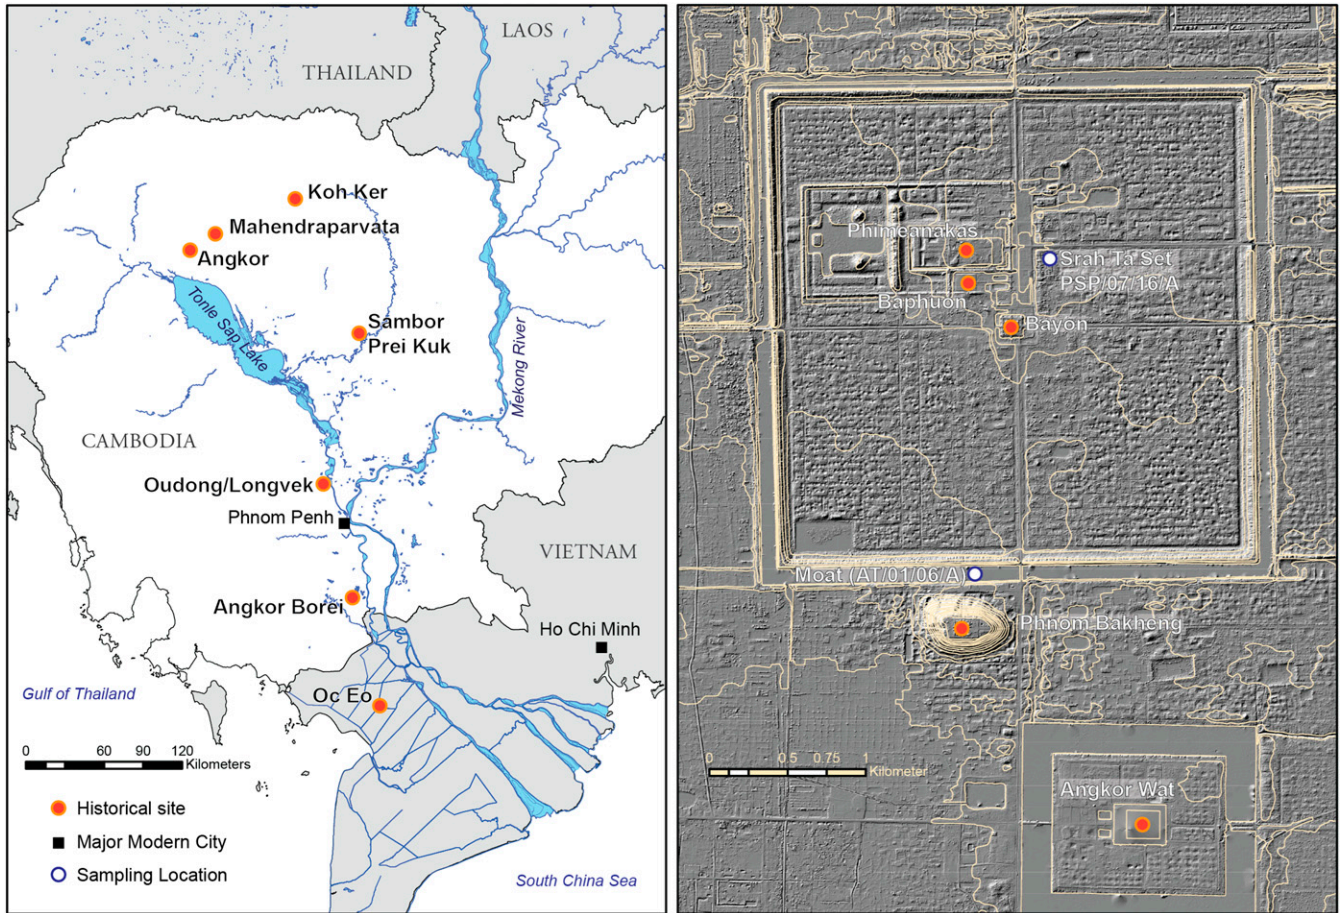 LAOS
THAILAND
Koh Ker
Mahendraparvata
Angkor
Tonle Sap Lake
Sambor
Prei Kuk
Mekong River
CAMBODIA
Oudong/Longvek
Phnom Penh
VIETNAM
Angkor Borei
Ho Chi Minh
Gulf of Thailand
Oc Eo
0 30 60 90 120
Kilometers
Historical site
Major Modern City
Sampling Location
South China Sea
Phimeanakas
Srah Ta Set
PSP/07/16/A
Baphuon
Bayon
Moat (AT/01/06/A)
Phnom Bakheng
0 0.5 0.75 1
Kilometer
Angkor Wat